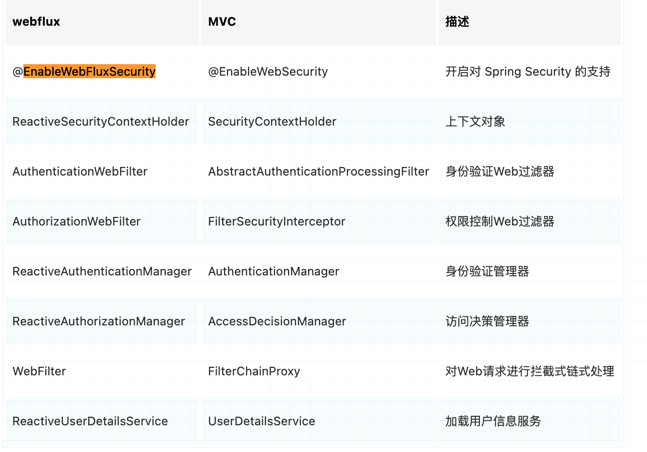 webflux MVC 描述
@EnableWebFluxSecurity @EnableWebSecurity 开启对 Spring Security 的支持
ReactiveSecurityContextHolder SecurityContextHolder 上下文对象
AuthenticationWebFilter AbstractAuthenticationProcessingFilter 身份验证Web过滤器
AuthorizationWebFilter FilterSecurityInterceptor 权限控制Web过滤器
ReactiveAuthenticationManager AuthenticationManager 身份验证管理器
ReactiveAuthorizationManager AccessDecisionManager 访问决策管理器
WebFilter FilterChainProxy 对Web请求进行拦截式链式处理
ReactiveUserDetailsService UserDetailsService 加载用户信息服务